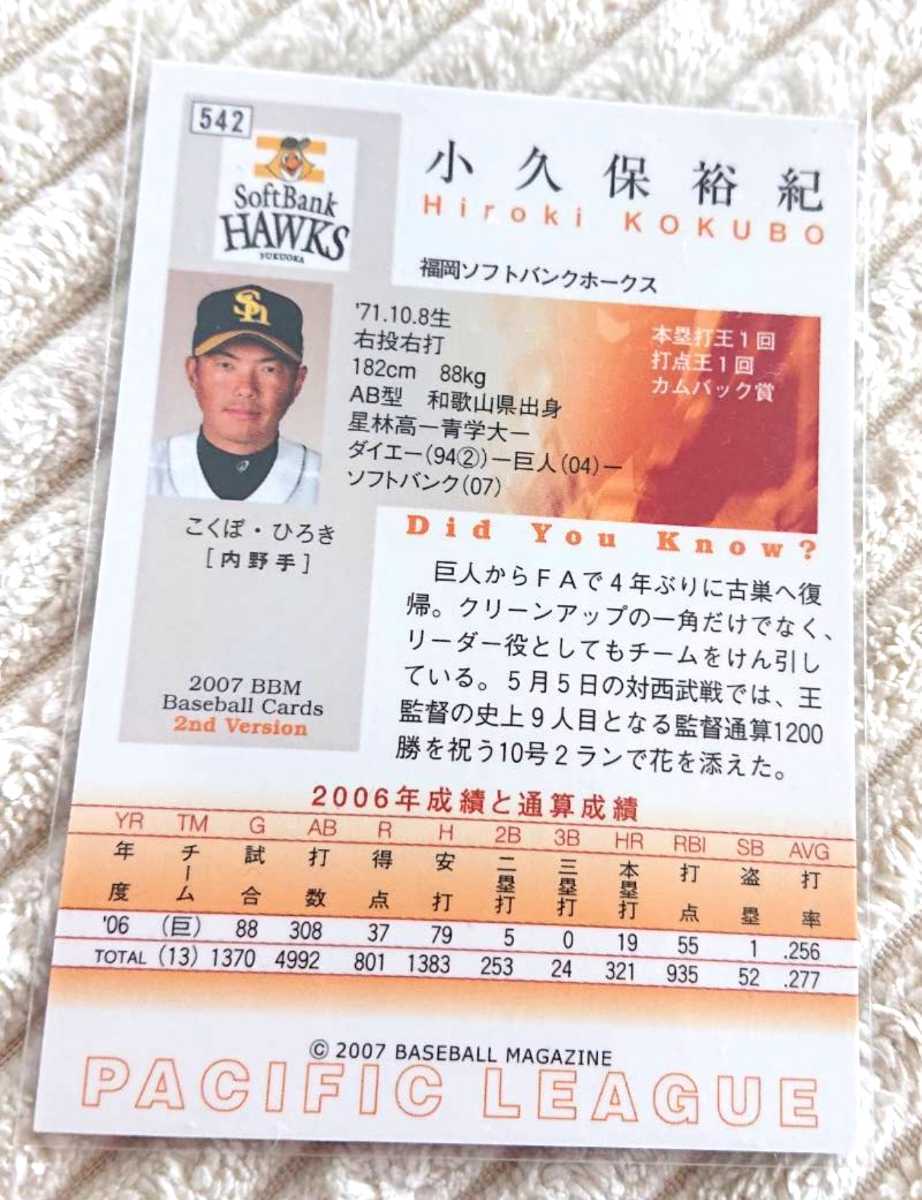 542
SoftBank
HAWKS
FUKUOKA
小久保裕紀
Hiroki KOKUBO
福岡ソフトバンクホークス
'71.10.8生
右投右打
182cm 88kg
AB型 和歌山県出身
星林高ー青学大ー
ダイエー(94②)ー巨人(04)ー
ソフトバンク(07)
本塁打王1回
打点王1回
カムバック賞
こくぼ・ひろき
[内野手]
2007 BBM
Baseball Cards
2nd Version
Did You Know?
巨人からFAで4年ぶりに古巣へ復
帰。クリーンアップの一角だけでなく、
リーダー役としてもチームをけん引し
ている。5月5日の対西武戦では、王
監督の史上9人目となる監督通算1200
勝を祝う10号2ランで花を添えた。
2006年成績と通算成績
YR TM G AB R H 2B 3B HR RBI SB AVG
年度 チーム 試合 打数 得点 安打 二塁打 三塁打 本塁打 打点 盗塁 打率
'06 (巨) 88 308 37 79 5 0 19 55 1 .256
TOTAL (13) 1370 4992 801 1383 253 24 321 935 52 .277
© 2007 BASEBALL MAGAZINE
PACIFIC LEAGUE